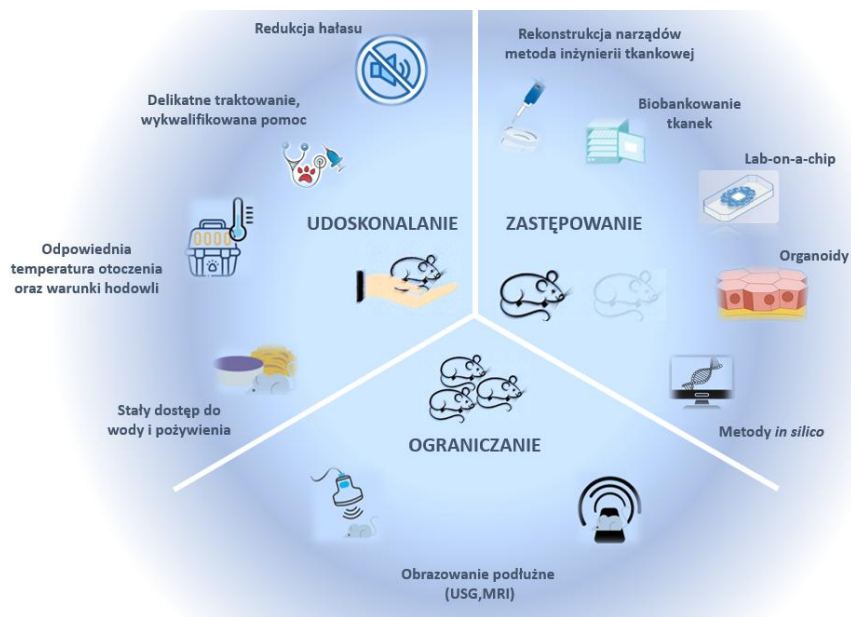 Redukcja hałasu
Delikatne traktowanie,
wykwalifikowana pomoc
UDOSKONALANIE
Odpowiednia
temperatura otoczenia
oraz warunki hodowli
Stały dostęp do
wody i pożywienia
Rekonstrukcja narządów
metoda inżynierii tkankowej
Biobankowanie
tkanek
Lab-on-a-chip
ZASTĘPOWANIE
Organoidy
Metody in silico
OGRANICZANIE
Obrazowanie podłużne
(USG,MRI)